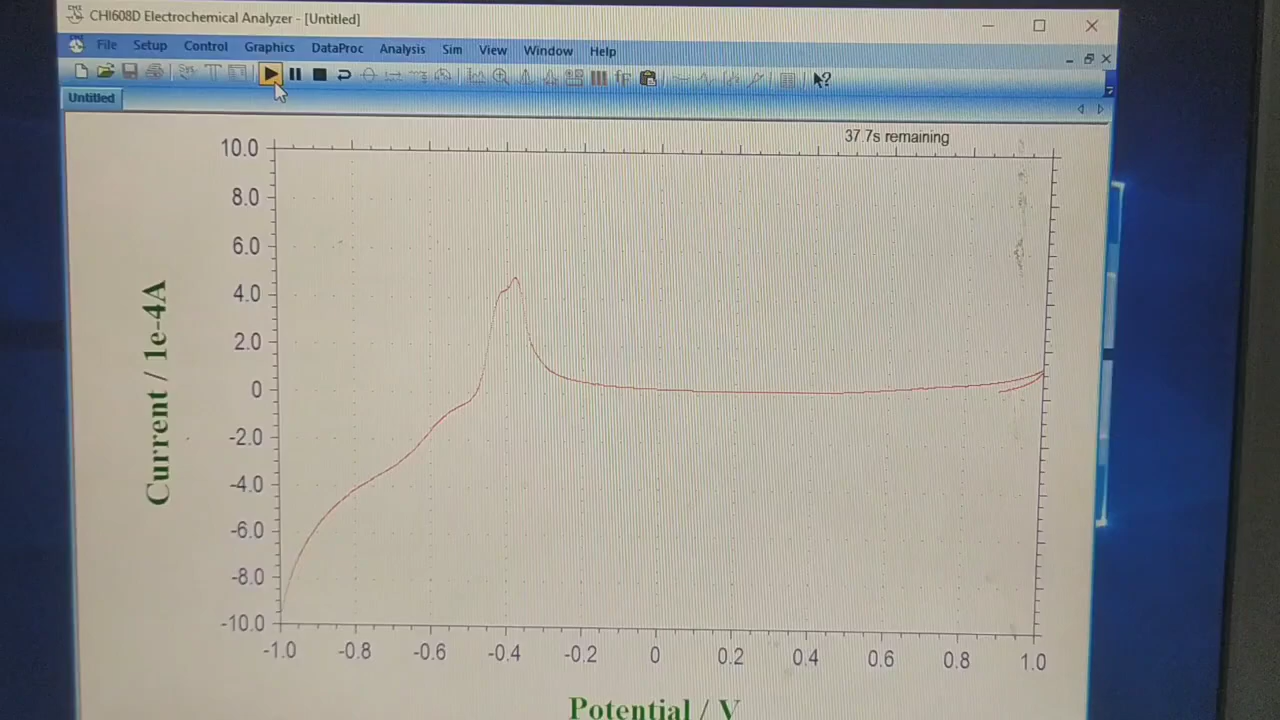 CHI608D Electrochemical Analyzer - [Untitled]
File Setup Control Graphics DataProc Analysis Sim View Window Help
Untitled
37.7s remaining
10.0
8.0
6.0
4.0
2.0
0
-2.0
-4.0
-6.0
-8.0
-10.0
Current / 1e-4A
-1.0 -0.8 -0.6 -0.4 -0.2 0 0.2 0.4 0.6 0.8 1.0
Potential / V